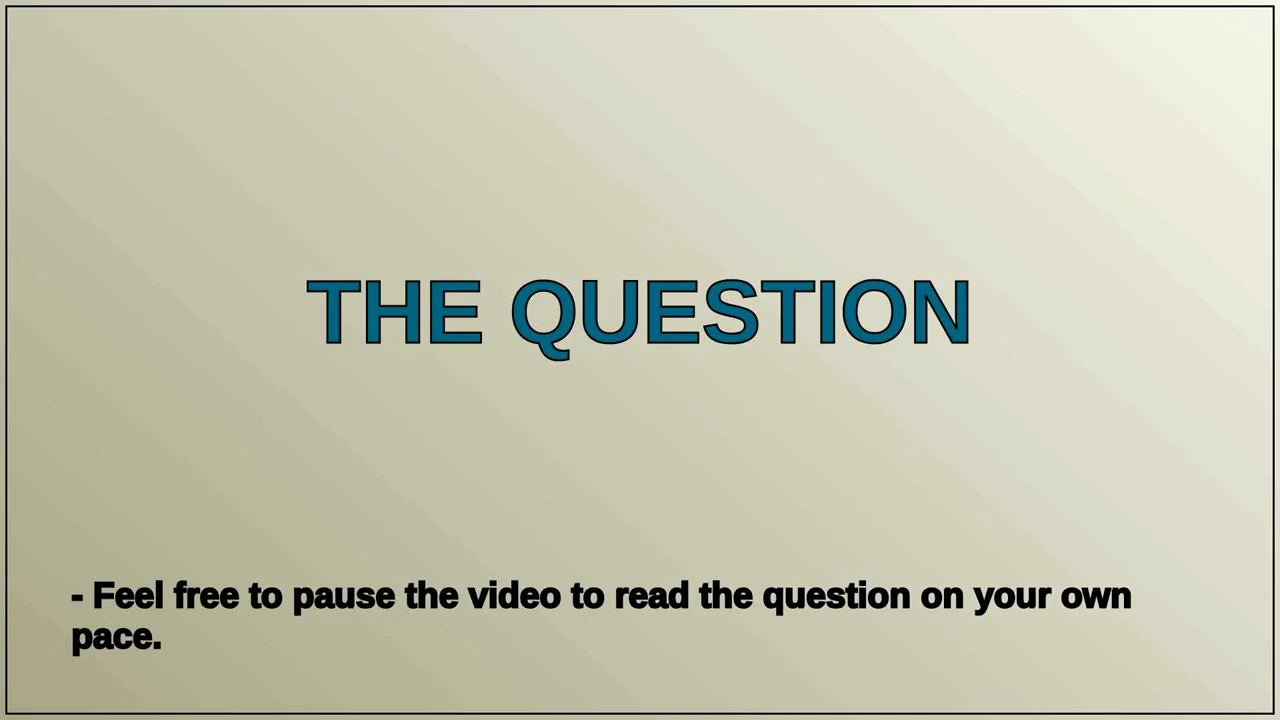 THE QUESTION
- Feel free to pause the video to read the question on your own
pace.